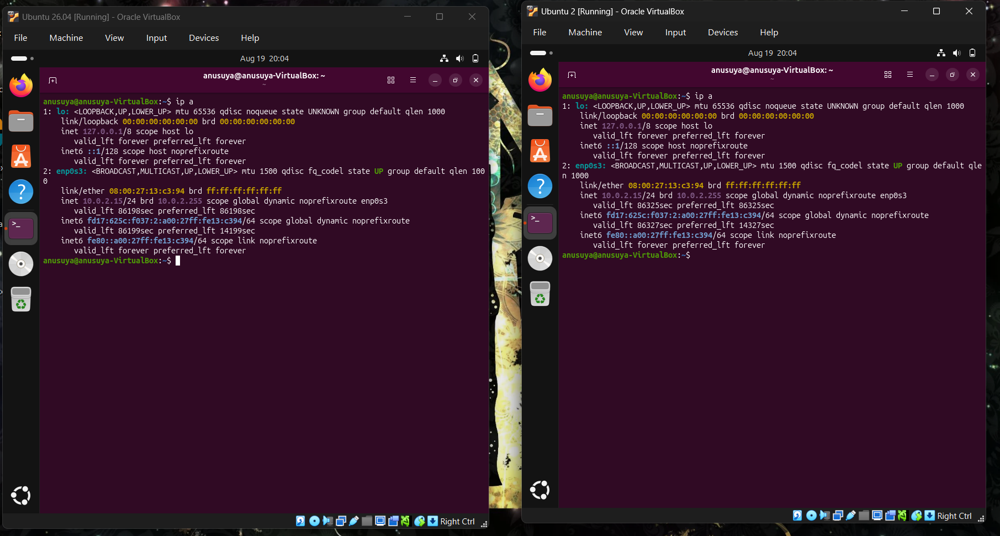 Ubuntu 26.04 [Running] - Oracle VirtualBox
File Machine View Input Devices Help
Aug 19 20:04
anusuya@anusuya-VirtualBox: ~
~
anusuya@anusuya-VirtualBox:~$ ip a
1: lo: <LOOPBACK,UP,LOWER_UP> mtu 65536 qdisc noqueue state UNKNOWN group default qlen 1000
link/loopback 00:00:00:00:00:00 brd 00:00:00:00:00:00
inet 127.0.0.1/8 scope host lo
valid_lft forever preferred_lft forever
inet6 ::1/128 scope host noprefixroute
valid_lft forever preferred_lft forever
2: enp0s3: <BROADCAST,MULTICAST,UP,LOWER_UP> mtu 1500 qdisc fq_codel state UP group default qlen 100
0
link/ether 08:00:27:13:c3:94 brd ff:ff:ff:ff:ff:ff
inet 10.0.2.15/24 brd 10.0.2.255 scope global dynamic noprefixroute enp0s3
valid_lft 86198sec preferred_lft 86198sec
inet6 fd17:625c:f037:2:a00:27ff:fe13:c394/64 scope global dynamic noprefixroute
valid_lft 86199sec preferred_lft 14199sec
inet6 fe80::a00:27ff:fe13:c394/64 scope link noprefixroute
valid_lft forever preferred_lft forever
anusuya@anusuya-VirtualBox:~$
Right Ctrl
Ubuntu 2 [Running] - Oracle VirtualBox
File Machine View Input Devices Help
Aug 19 20:04
anusuya@anusuya-VirtualBox: ~
~
anusuya@anusuya-VirtualBox:~$ ip a
1: lo: <LOOPBACK,UP,LOWER_UP> mtu 65536 qdisc noqueue state UNKNOWN group default qlen 1000
link/loopback 00:00:00:00:00:00 brd 00:00:00:00:00:00
inet 127.0.0.1/8 scope host lo
valid_lft forever preferred_lft forever
inet6 ::1/128 scope host noprefixroute
valid_lft forever preferred_lft forever
2: enp0s3: <BROADCAST,MULTICAST,UP,LOWER_UP> mtu 1500 qdisc fq_codel state UP group default qle
n 1000
link/ether 08:00:27:13:c3:94 brd ff:ff:ff:ff:ff:ff
inet 10.0.2.15/24 brd 10.0.2.255 scope global dynamic noprefixroute enp0s3
valid_lft 86325sec preferred_lft 86325sec
inet6 fd17:625c:f037:2:a00:27ff:fe13:c394/64 scope global dynamic noprefixroute
valid_lft 86327sec preferred_lft 14327sec
inet6 fe80::a00:27ff:fe13:c394/64 scope link noprefixroute
valid_lft forever preferred_lft forever
anusuya@anusuya-VirtualBox:~$
Right Ctrl